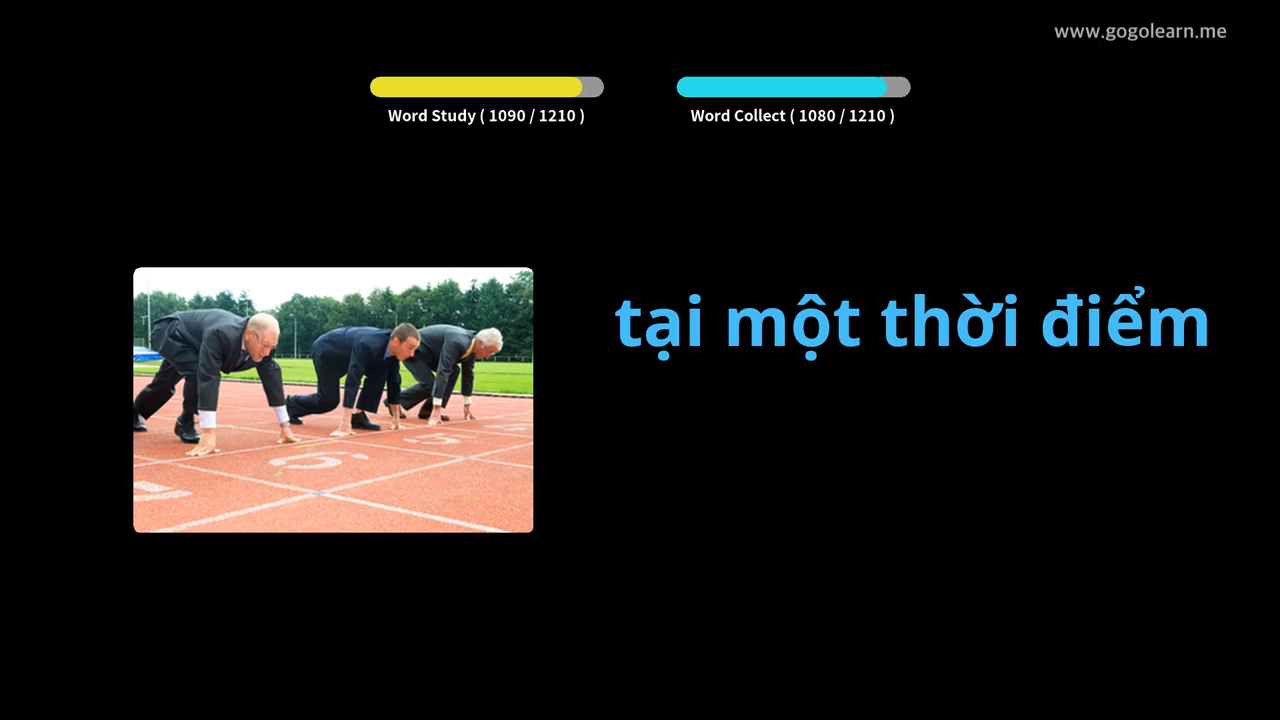 www.gogolearn.me
Word Study ( 1090 / 1210 )
Word Collect ( 1080 / 1210 )
tại một thời điểm